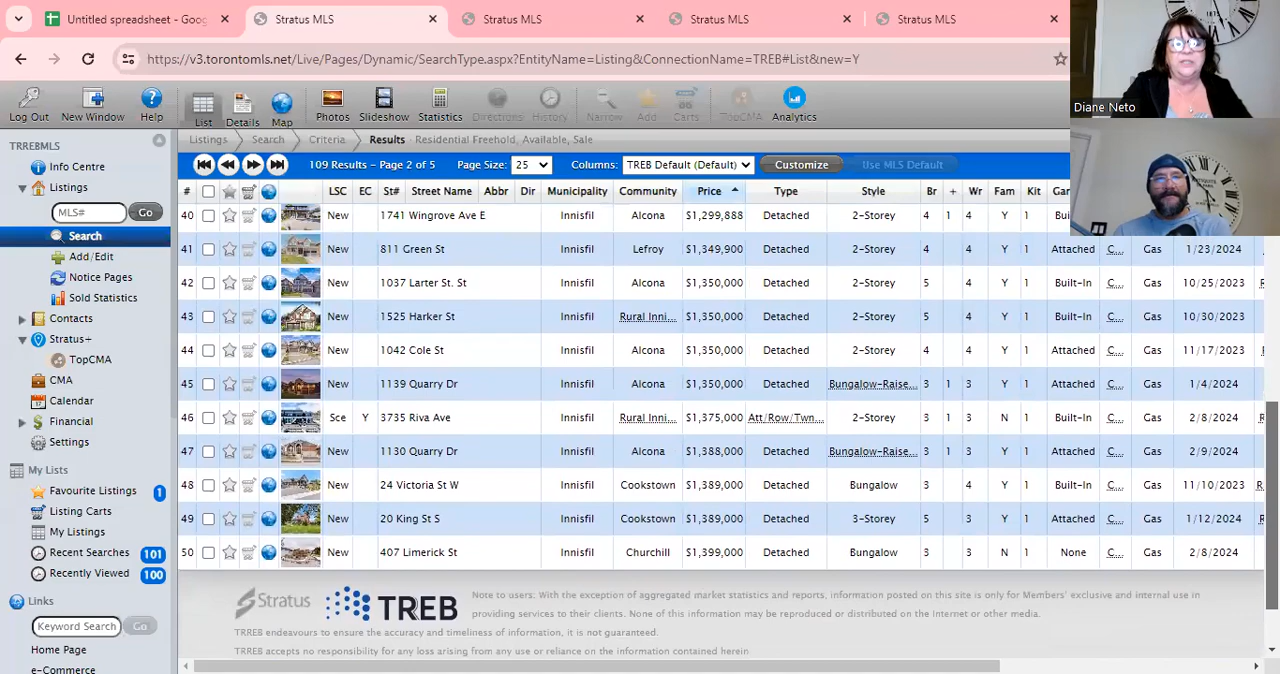 Untitled spreadsheet - Goog
Stratus MLS
Stratus MLS
Stratus MLS
Stratus MLS
https://v3.torontomls.net/Live/Pages/Dynamic/SearchType.aspx?EntityName=Listing&ConnectionName=TREB#List&new=Y
Log Out New Window Help List Details Map Photos Slideshow Statistics Directions History Narrow Add Carts TopCMA Analytics
Diane Neto
TRREBMLS
Info Centre
Listings
MLS# Go
Search
Add/Edit
Notice Pages
Sold Statistics
Contacts
Stratus+
TopCMA
CMA
Calendar
Financial
Settings
My Lists
Favourite Listings 1
Listing Carts
My Listings
Recent Searches 101
Recently Viewed 100
Links
Keyword Search Go
Home Page
e-Commerce
Listings Search Criteria Results - Residential Freehold, Available, Sale
109 Results - Page 2 of 5 Page Size: 25 Columns: TREB Default (Default) Customize Use MLS Default
# LSC EC St# Street Name Abbr Dir Municipality Community Price Type Style Br + Wr Fam Kit Gar
40 New 1741 Wingrove Ave E Innisfil Alcona $1,299,888 Detached 2-Storey 4 1 4 Y 1 Bui
41 New 811 Green St Innisfil Lefroy $1,349,900 Detached 2-Storey 4 4 Y 1 Attached C... Gas 1/23/2024
42 New 1037 Larter St. St Innisfil Alcona $1,350,000 Detached 2-Storey 5 4 Y 1 Built-In C... Gas 10/25/2023
43 New 1525 Harker St Innisfil Rural Inni... $1,350,000 Detached 2-Storey 5 4 Y 1 Built-In C... Gas 10/30/2023
44 New 1042 Cole St Innisfil Alcona $1,350,000 Detached 2-Storey 4 4 Y 1 Attached C... Gas 11/17/2023
45 New 1139 Quarry Dr Innisfil Alcona $1,350,000 Detached Bungalow-Raise... 3 1 3 Y 1 Attached C... Gas 1/4/2024
46 Sce Y 3735 Riva Ave Innisfil Rural Inni... $1,375,000 Att/Row/Twn... 2-Storey 3 1 3 N 1 Built-In C... Gas 2/8/2024
47 New 1130 Quarry Dr Innisfil Alcona $1,388,000 Detached Bungalow-Raise... 3 1 3 Y 1 Attached C... Gas 2/9/2024
48 New 24 Victoria St W Innisfil Cookstown $1,389,000 Detached Bungalow 3 4 Y 1 Built-In C... Gas 11/10/2023
49 New 20 King St S Innisfil Cookstown $1,389,000 Detached 3-Storey 5 3 Y 1 Attached C... Gas 1/12/2024
50 New 407 Limerick St Innisfil Churchill $1,399,000 Detached Bungalow 3 3 N 1 None C... Gas 2/8/2024
Stratus TRREB
Note to users: With the exception of aggregated market statistics and reports, information posted on this site is only for Members' exclusive and internal use in
providing services to their clients. None of this information may be reproduced or distributed on the Internet or other media.
TRREB endeavours to ensure the accuracy and timeliness of information, it is not guaranteed.
TRREB accepts no responsibility for any loss arising from any use or reliance on the information contained herein